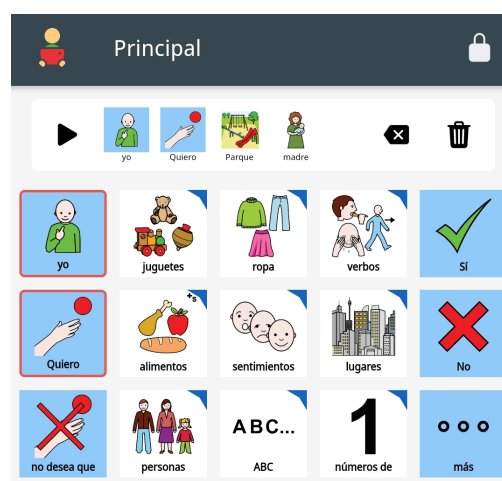 Principal
yo
Quiero
Parque
madre
yo
juguetes
ropa
verbos
Sí
+s
Quiero
alimentos
sentimientos
lugares
No
no desea que
personas
ABC...
ABC
1
números de
más